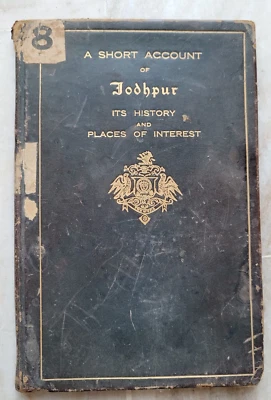 8
A SHORT ACCOUNT
OF
Jodhpur
ITS HISTORY
AND
PLACES OF INTEREST